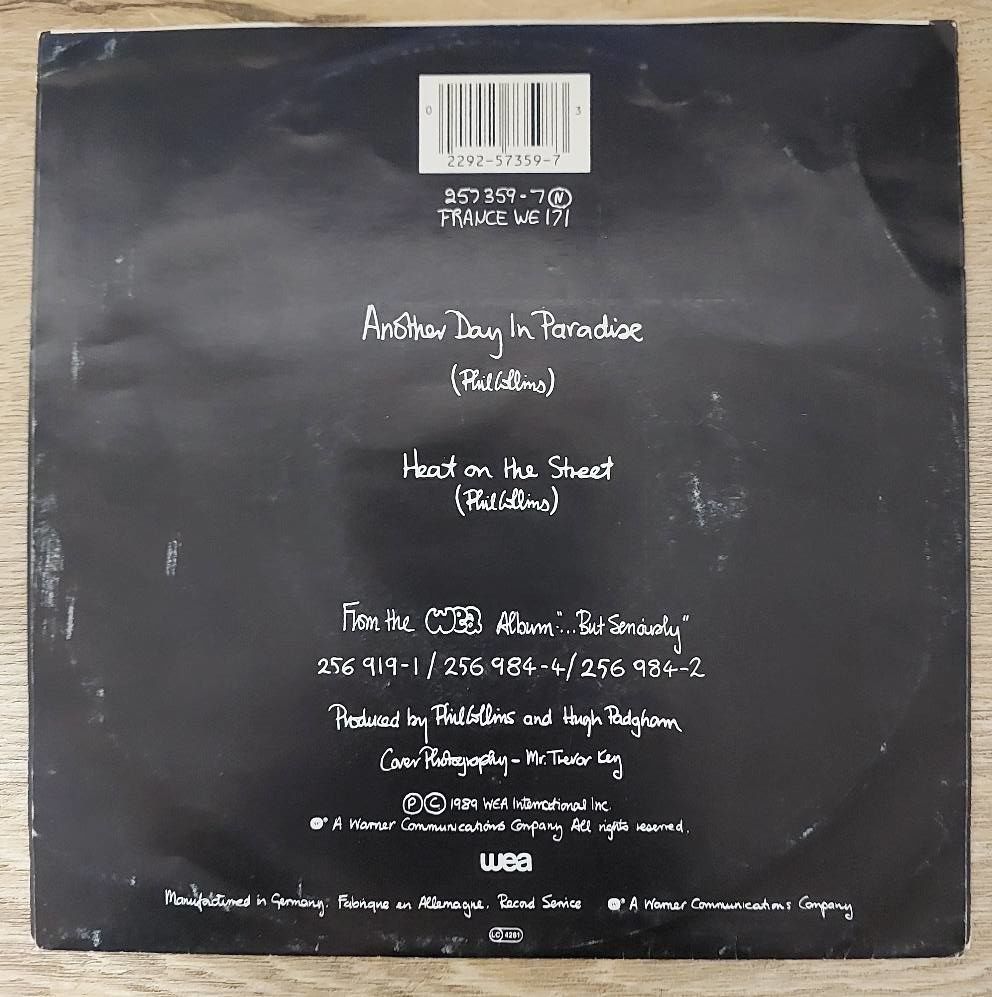 0 3
2292-57359-7
257 359-7 N
FRANCE WE 171
Another Day In Paradise
(Phil Collins)
Heat on the Street
(Phil Collins)
From the wea Album "...But Seriously"
256 919-1 / 256 984-4 / 256 984-2
Produced by Phil Collins and Hugh Padgham
Cover Photography - Mr. Trevor Key
P C 1989 WEA International Inc.
A Warner Communications Company All rights reserved.
wea
Manufactured in Germany. Fabriqué en Allemagne. Record Service A Warner Communications Company
LC 4281